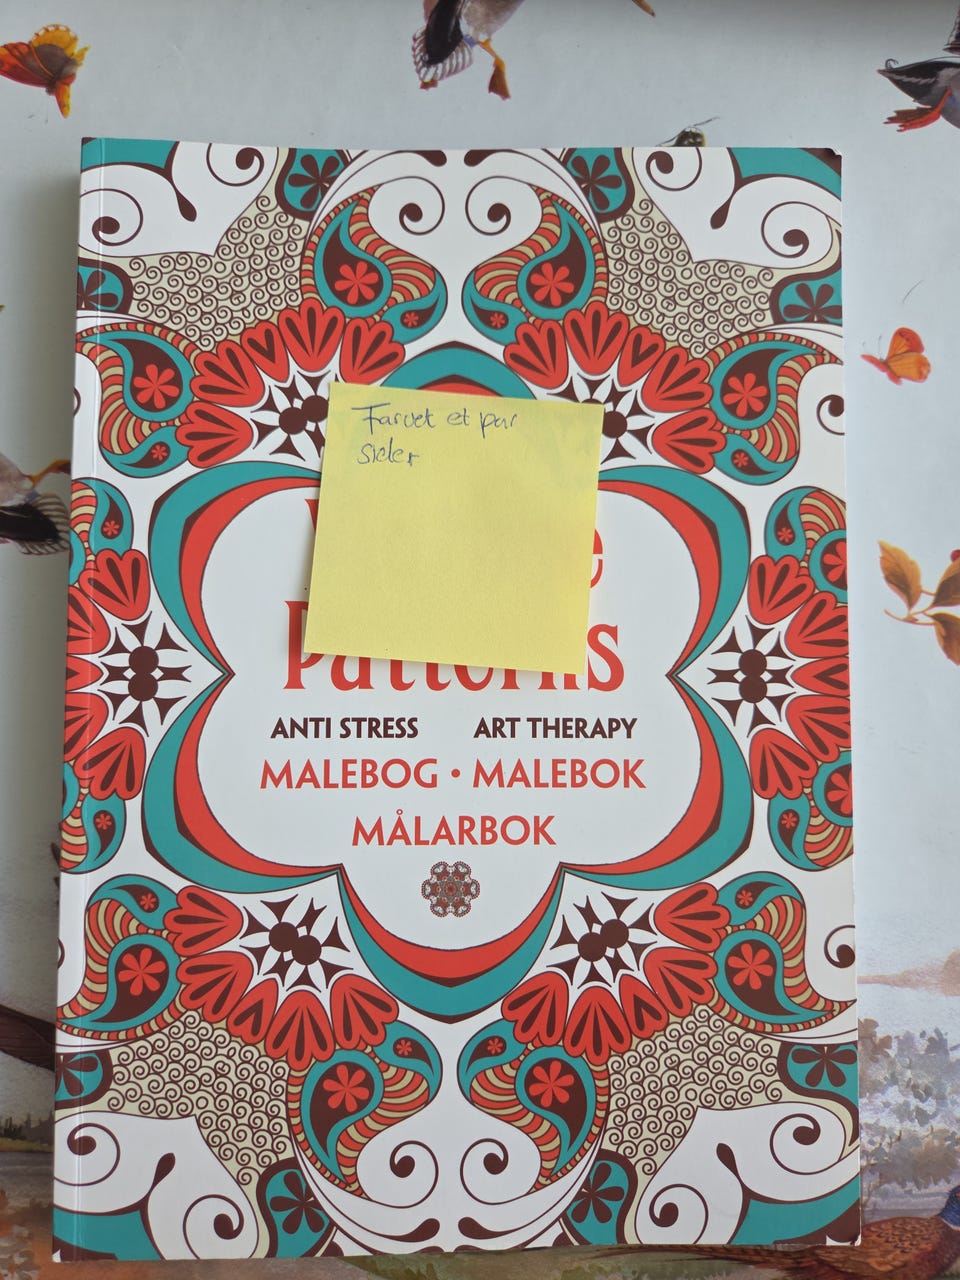 Farvet et par
sider
Patterns
ANTI STRESS ART THERAPY
MALEBOG • MALEBOK
MÅLARBOK